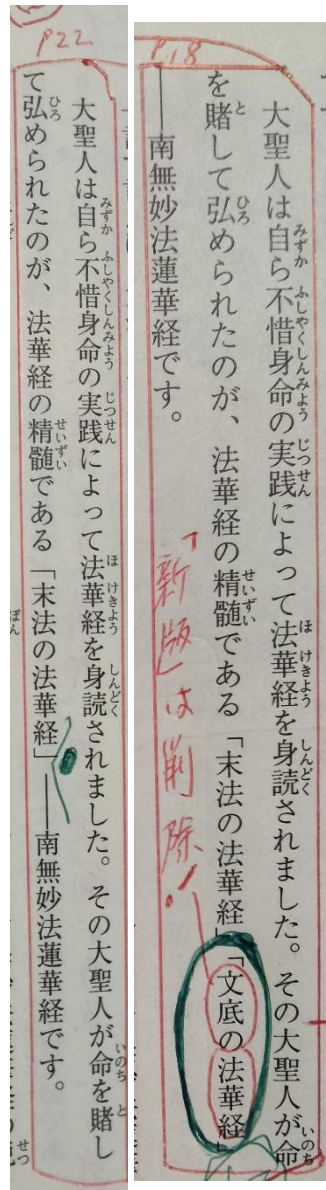 P.18
大聖人は自ら不惜身命の実践によって法華経を身読されました。その大聖人が命
を賭して弘められたのが、法華経の精髄である「末法の法華経」「文底の法華経」
――南無妙法蓮華経です。
「新版」は削除!
P22
大聖人は自ら不惜身命の実践によって法華経を身読されました。その大聖人が命を賭し
て弘められたのが、法華経の精髄である「末法の法華経」――南無妙法蓮華経です。